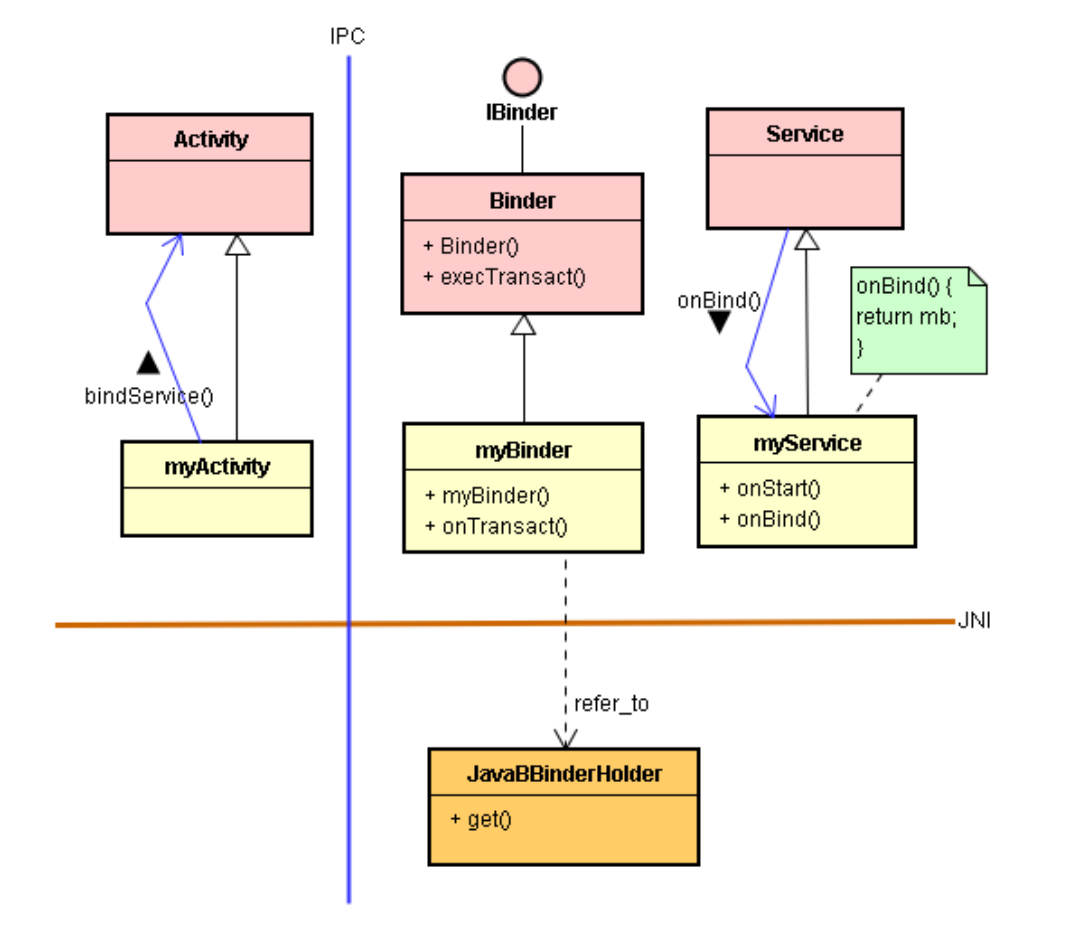 IPC
IBinder
Activity
Service
Binder
+ Binder()
+ execTransact()
onBind() {
return mb;
}
onBind()
bindService()
myActivity
myBinder
+ myBinder()
+ onTransact()
myService
+ onStart()
+ onBind()
JNI
refer_to
JavaBBinderHolder
+ get()